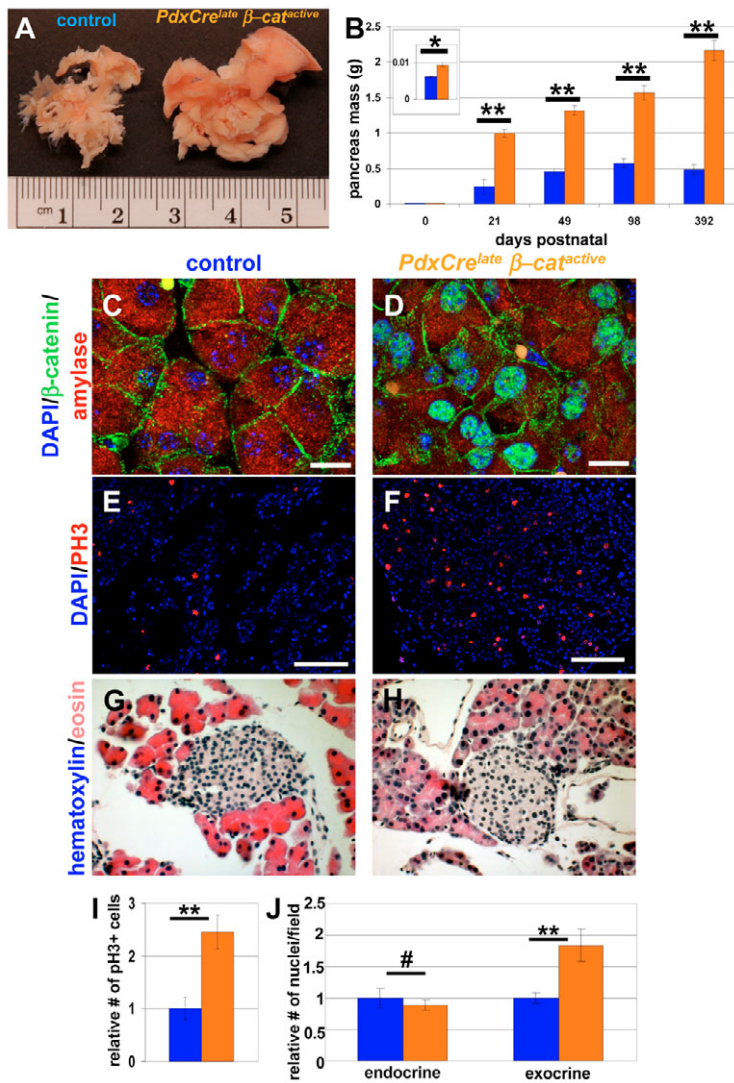 A
control
PdxCre^late β–cat^active
cm 1 2 3 4 5
B
pancreas mass (g)
2.5
2
1.5
1
0.5
0
0.01
0
*
**
**
**
**
0 21 49 98 392
days postnatal
control
PdxCre^late β–cat^active
DAPI/β-catenin/
amylase
C
D
DAPI/PH3
E
F
hematoxylin/eosin
G
H
I
relative # of pH3+ cells
3
2
1
0
**
J
relative # of nuclei/field
2.5
2
1.5
1
0.5
0
#
**
endocrine exocrine